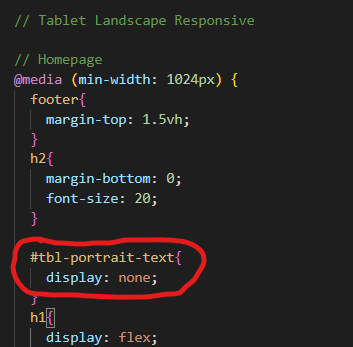 // Tablet Landscape Responsive
// Homepage
@media (min-width: 1024px) {
footer{
margin-top: 1.5vh;
}
h2{
margin-bottom: 0;
font-size: 20;
}
#tbl-portrait-text{
display: none;
}
h1{
display: flex;